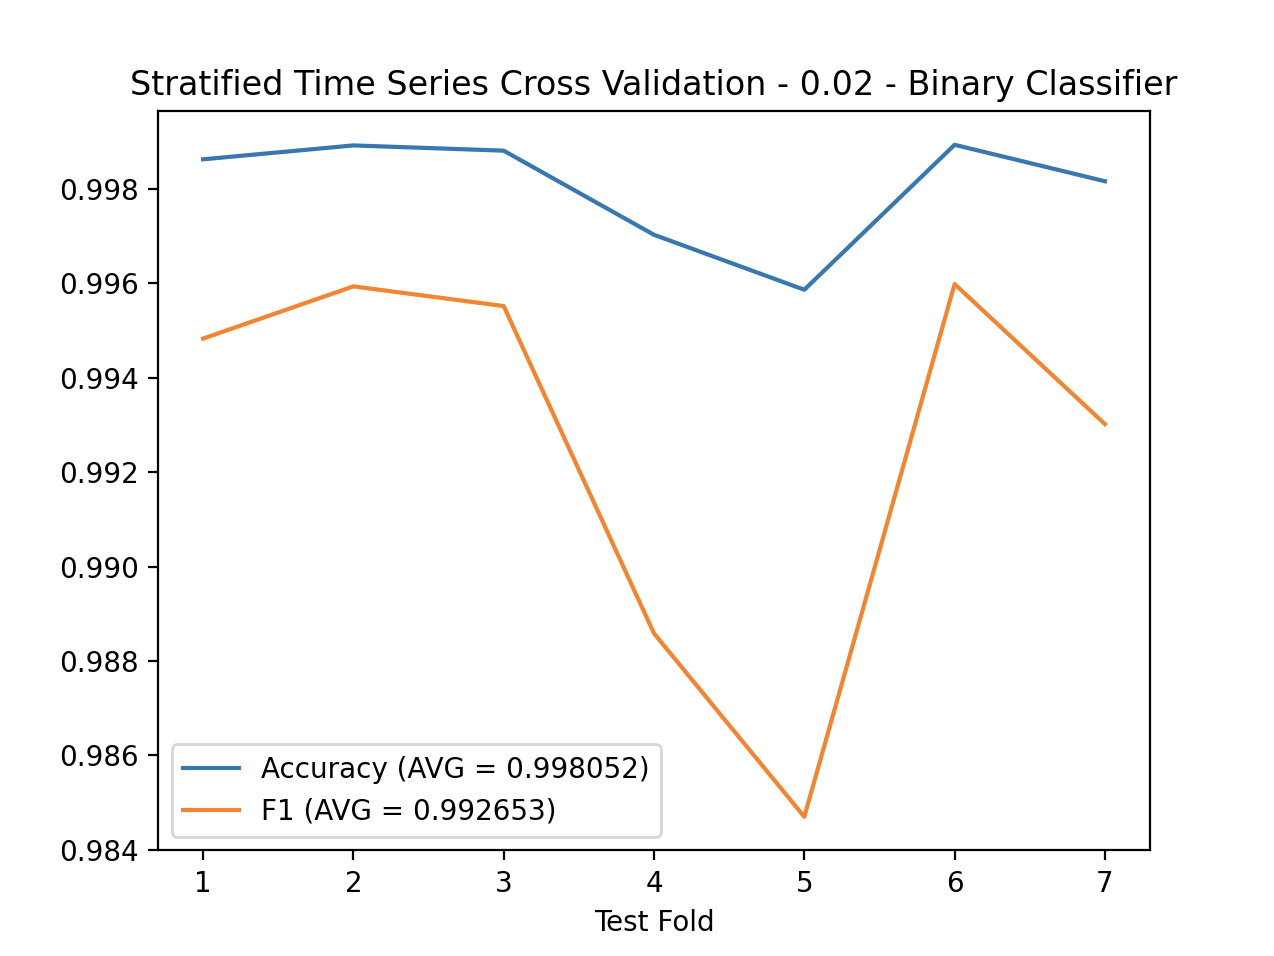 Stratified Time Series Cross Validation - 0.02 - Binary Classifier
0.998
0.996
0.994
0.992
0.990
0.988
0.986
0.984
Accuracy (AVG = 0.998052)
F1 (AVG = 0.992653)
1 2 3 4 5 6 7
Test Fold